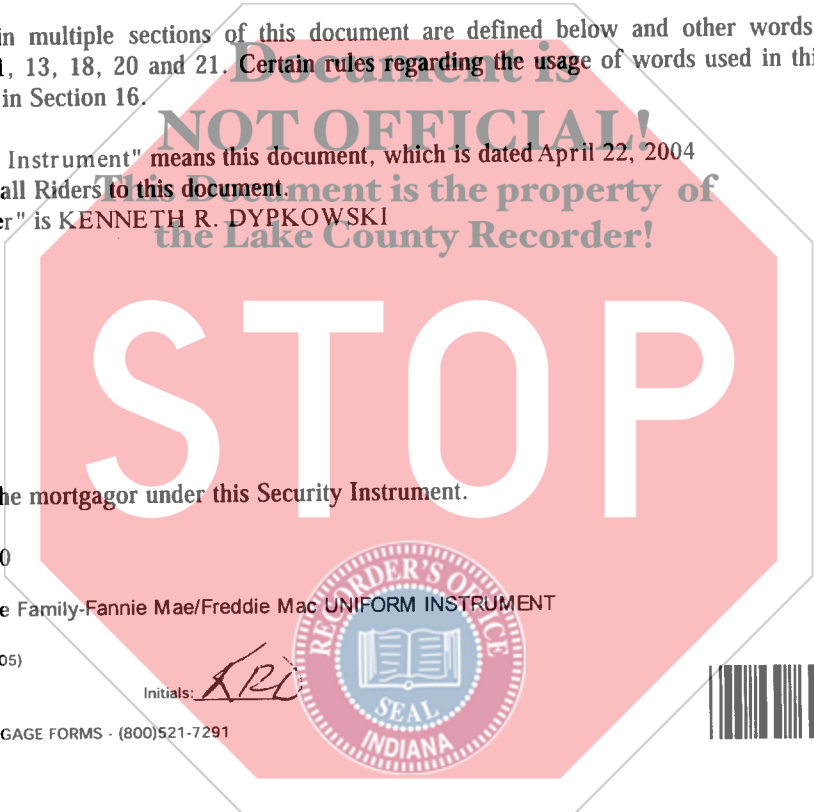 in multiple sections of this document are defined below and other words
, 13, 18, 20 and 21. Certain rules regarding the usage of words used in thi
in Section 16.
Document is
NOT OFFICIAL!
This Document is the property of
the Lake County Recorder!
Instrument" means this document, which is dated April 22, 2004
all Riders to this document.
er" is KENNETH R. DYPKOWSKI
STOP
he mortgagor under this Security Instrument.
0
e Family-Fannie Mae/Freddie Mac UNIFORM INSTRUMENT
05)
Initials: KRD
GAGE FORMS - (800)521-7291
RECORDER'S OFFICE
SEAL
INDIANA